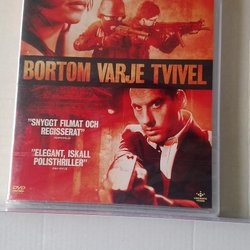 BORTOM VARJE TVIVEL
"SNYGGT FILMAT OCH
REGISSERAT"
"ELEGANT, ISKALL
POLISTHRILLER"
DVD